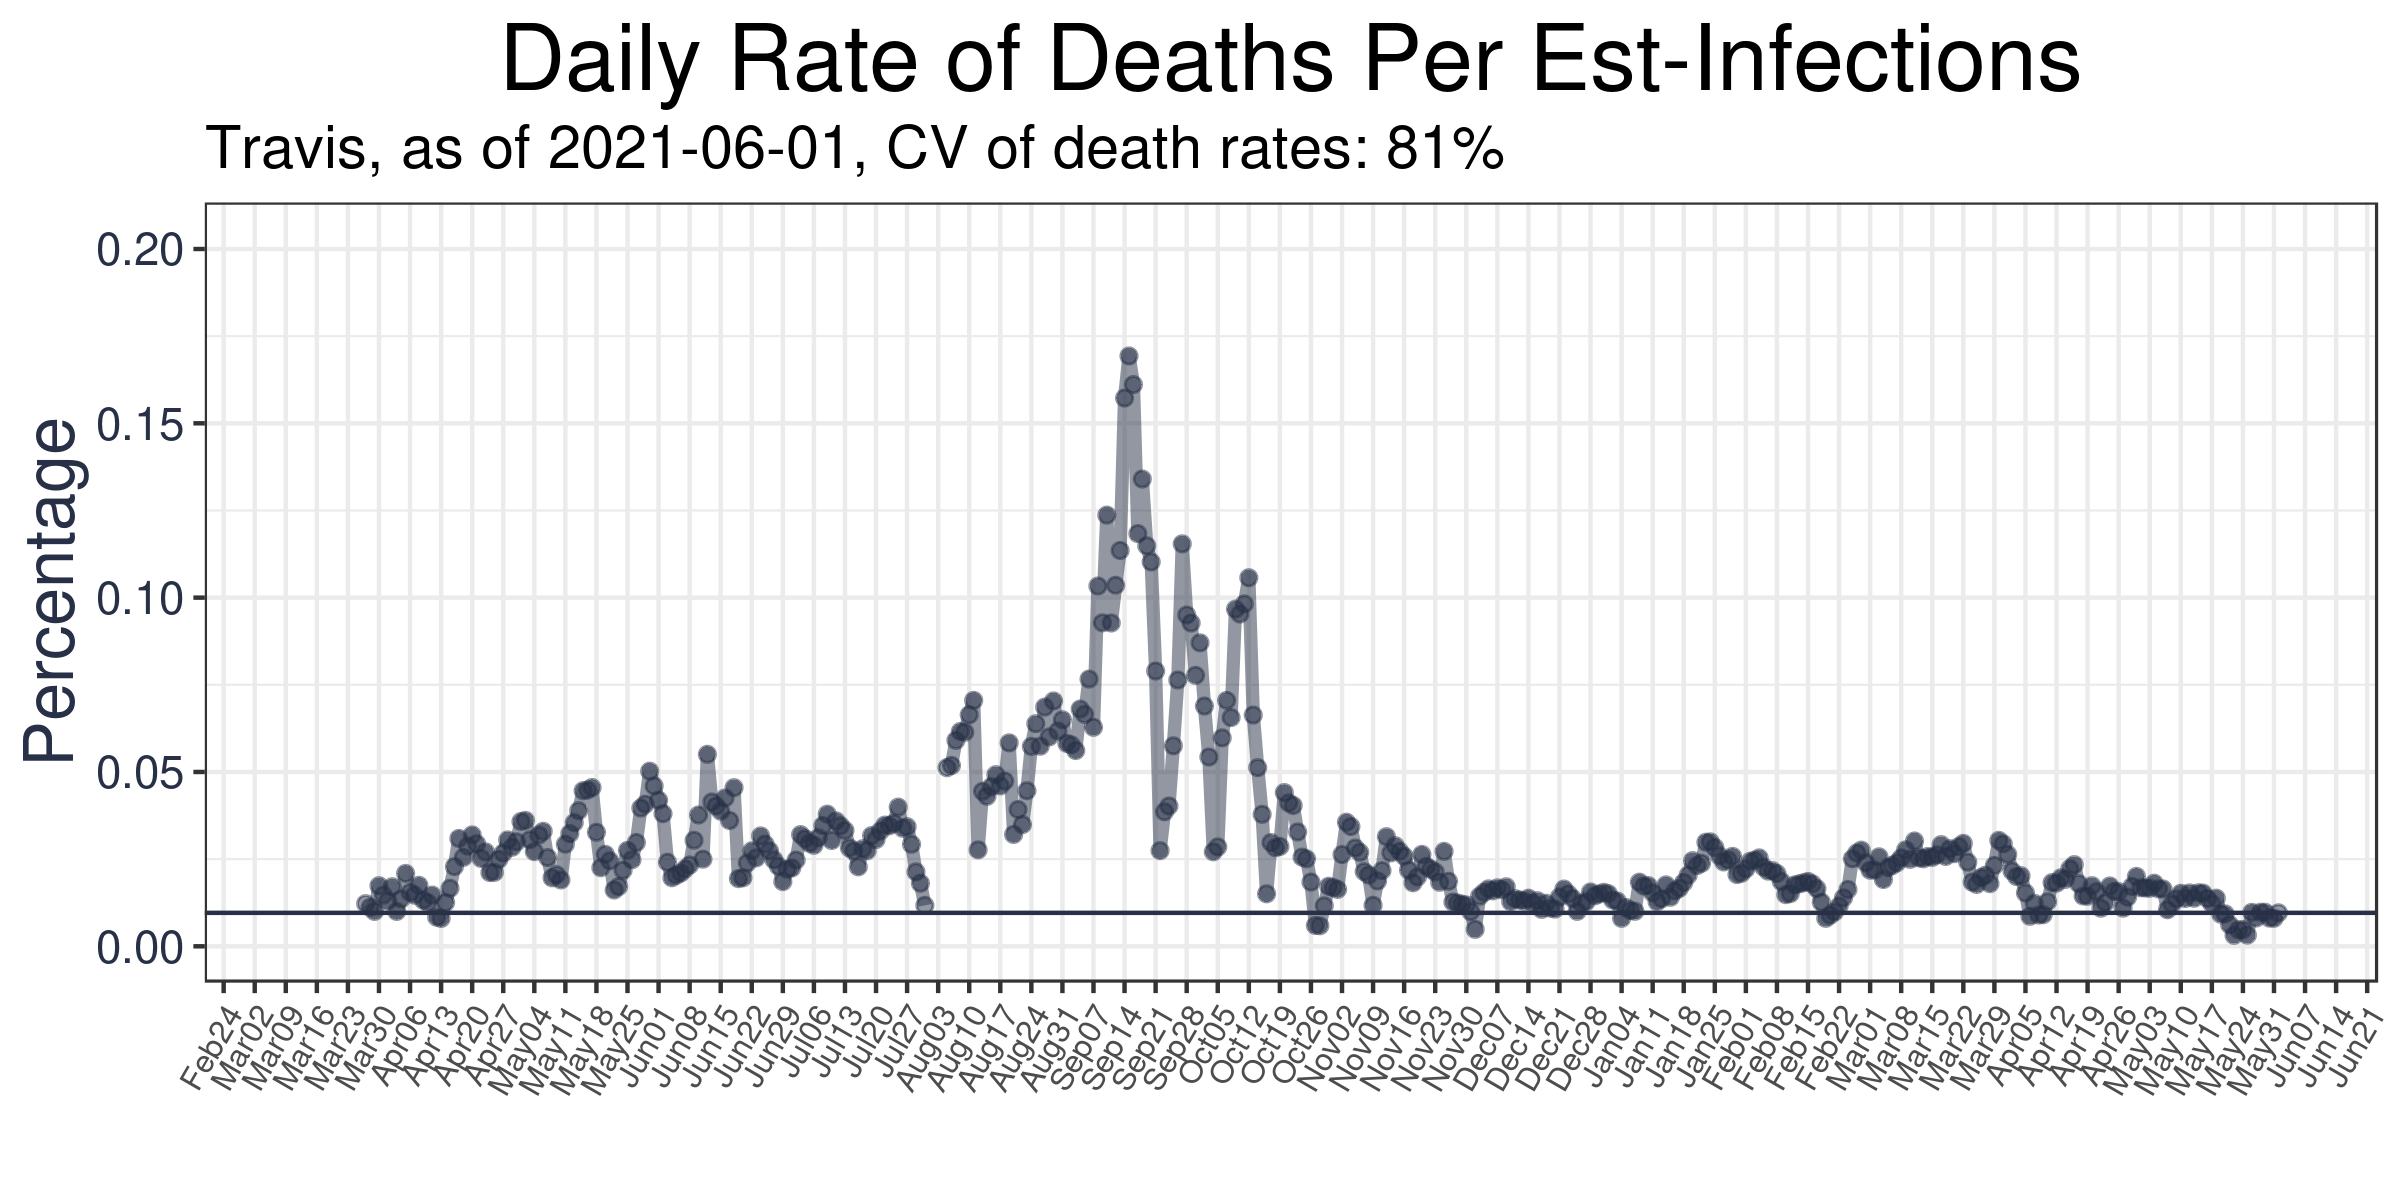 Daily Rate of Deaths Per Est-Infections
Travis, as of 2021-06-01, CV of death rates: 81%
Percentage
0.20
0.15
0.10
0.05
0.00
Feb24
Mar02
Mar09
Mar16
Mar23
Mar30
Apr06
Apr13
Apr20
Apr27
May04
May11
May18
May25
Jun01
Jun08
Jun15
Jun22
Jun29
Jul06
Jul13
Jul20
Jul27
Aug03
Aug10
Aug17
Aug24
Aug31
Sep07
Sep14
Sep21
Sep28
Oct05
Oct12
Oct19
Oct26
Nov02
Nov09
Nov16
Nov23
Nov30
Dec07
Dec14
Dec21
Dec28
Jan04
Jan11
Jan18
Jan25
Feb01
Feb08
Feb15
Feb22
Mar01
Mar08
Mar15
Mar22
Mar29
Apr05
Apr12
Apr19
Apr26
May03
May10
May17
May24
May31
Jun07
Jun14
Jun21